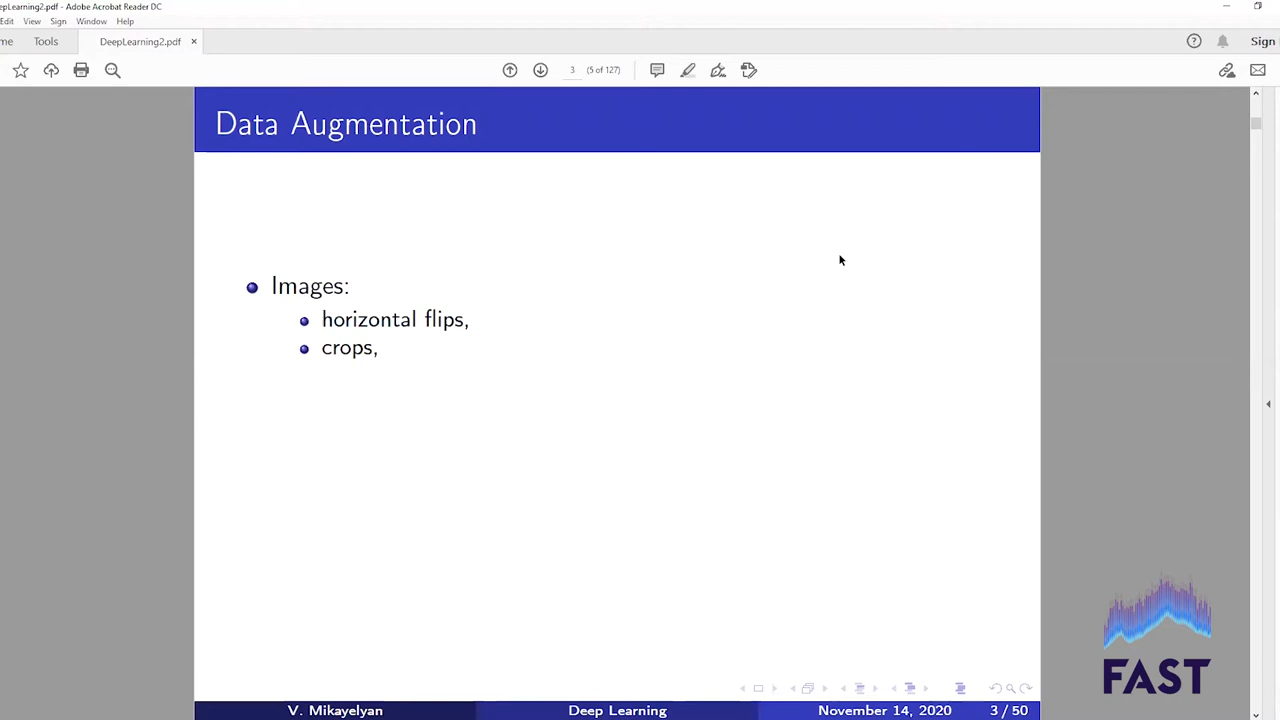 epLearning2.pdf - Adobe Acrobat Reader DC
Edit View Sign Window Help
me Tools DeepLearning2.pdf × Sign
3 (5 of 127)
Data Augmentation
Images:
horizontal flips,
crops,
FAST
V. Mikayelyan Deep Learning November 14, 2020 3 / 50